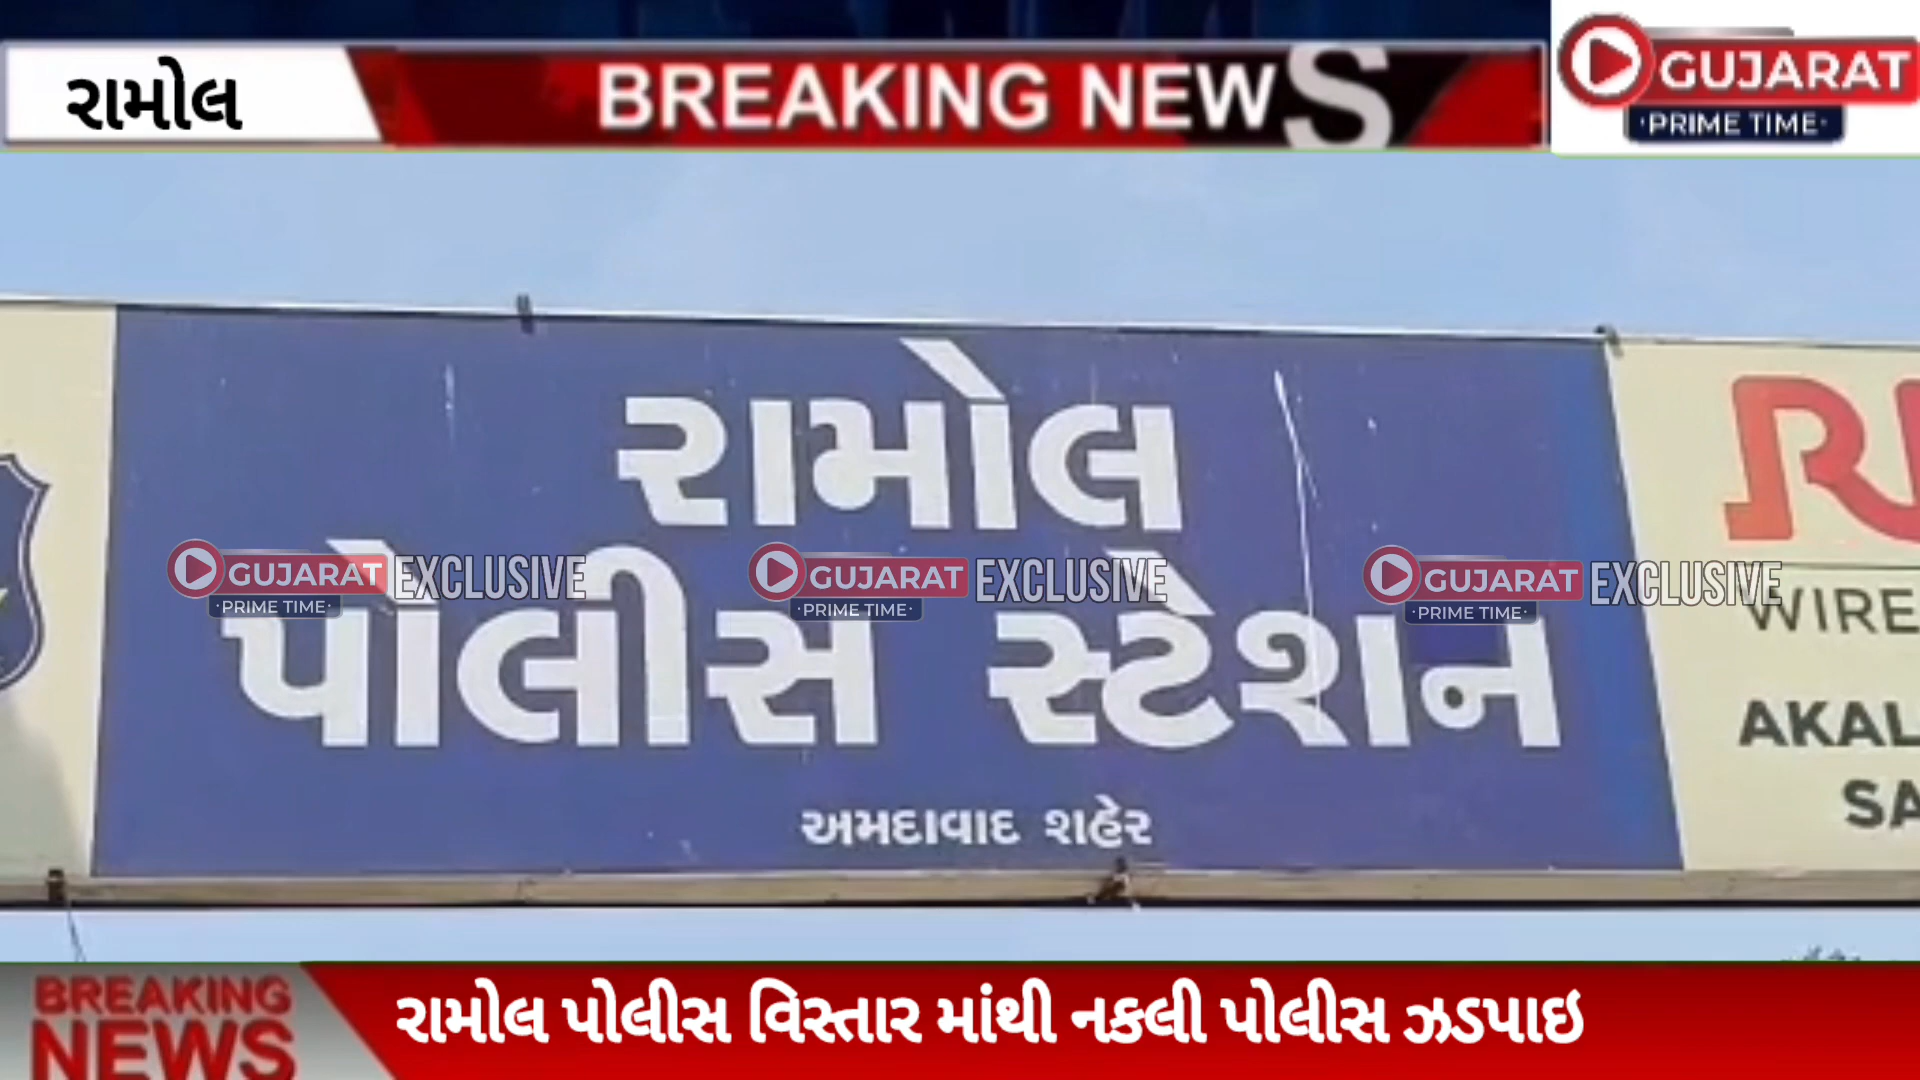 રામોલ
BREAKING NEWS
GUJARAT
·PRIME TIME·
રામોલ
GUJARAT EXCLUSIVE
·PRIME TIME·
GUJARAT EXCLUSIVE
·PRIME TIME·
GUJARAT EXCLUSIVE
·PRIME TIME·
પોલીસ સ્ટેશન
અમદાવાદ શહેર
WIRE
AKAL
SA
BREAKING
NEWS
રામોલ પોલીસ વિસ્તાર માંથી નકલી પોલીસ ઝડપાઇ